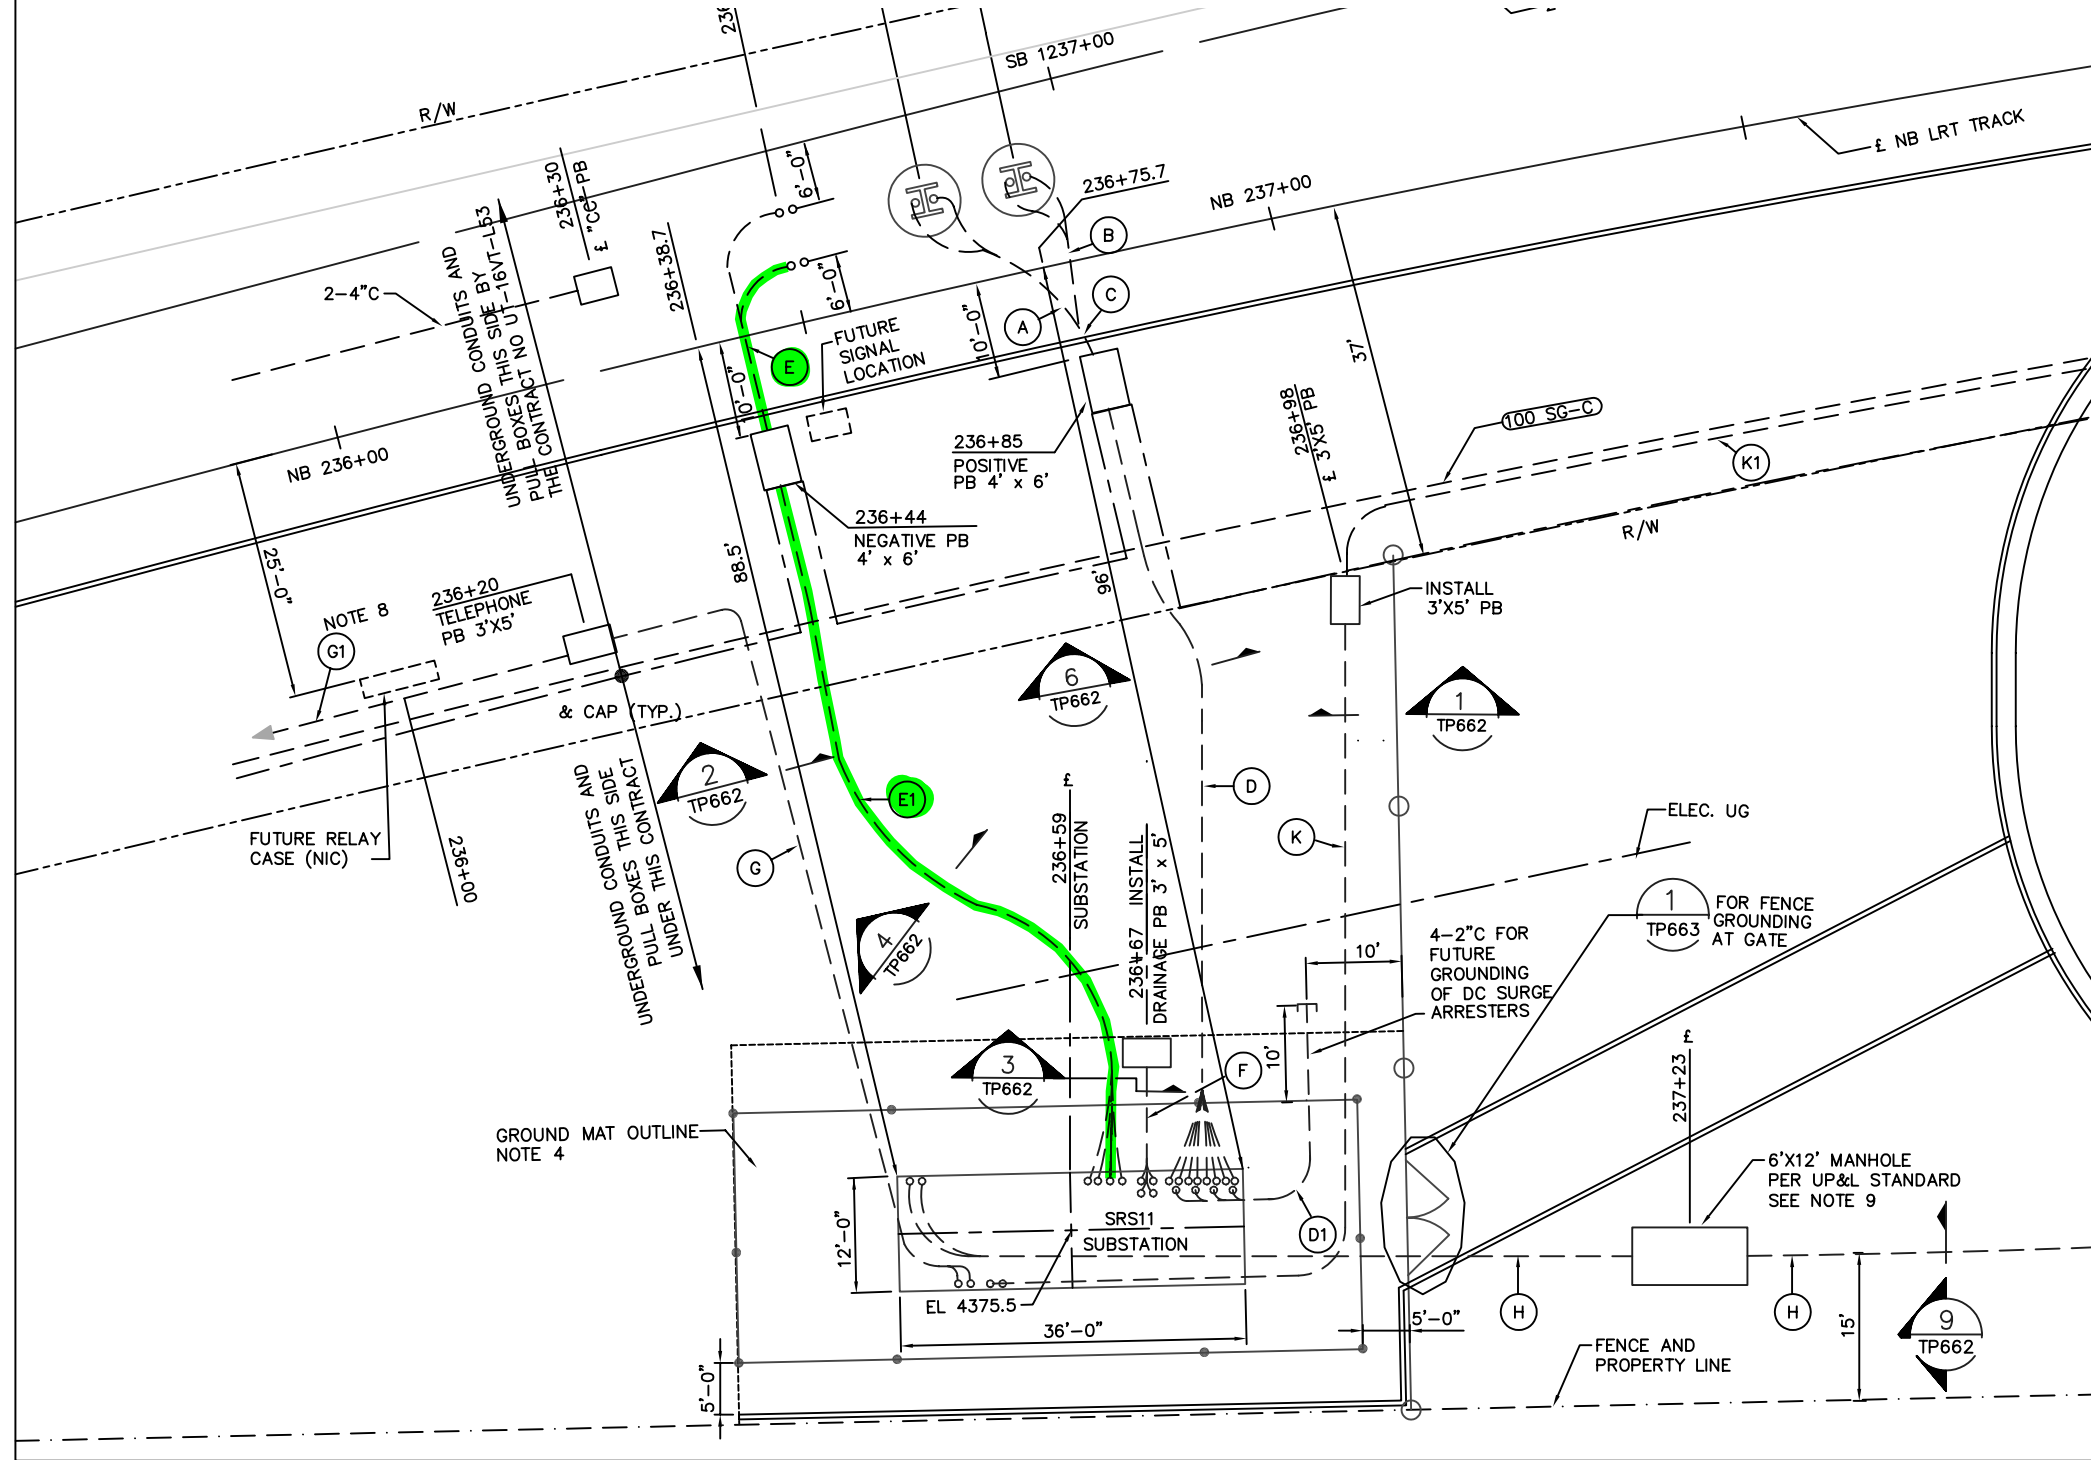 236
SB 1237+00
R/W
₤ NB LRT TRACK
6'-0"
236+30
₤ "CC" PB
236+75.7
NB 237+00
B
236+38.7
6'-0"
2-4"C
UNDERGROUND CONDUITS AND
PULL BOXES THIS SIDE BY
THE CONTRACT NO UT-16VT-L53
C
A
10'-0"
FUTURE
SIGNAL
LOCATION
E
37'
10'-0"
236+98
₤ 3'X5' PB
100 SG-C
NB 236+00
236+85
POSITIVE
PB 4' x 6'
K1
236+44
NEGATIVE PB
4' x 6'
R/W
25'-0"
88.5'
96'
236+20
TELEPHONE
PB 3'X5'
NOTE 8
G1
INSTALL
3'X5' PB
6
TP662
1
TP662
& CAP (TYP.)
2
TP662
E1
D
K
ELEC. UG
FUTURE RELAY
CASE (NIC)
236+00
UNDERGROUND CONDUITS AND
PULL BOXES THIS SIDE
UNDER THIS CONTRACT
G
₤
236+59
SUBSTATION
236+67 INSTALL
DRAINAGE PB 3' x 5'
4
TP662
1
TP663
FOR FENCE
GROUNDING
AT GATE
10'
4-2"C FOR
FUTURE
GROUNDING
OF DC SURGE
ARRESTERS
3
TP662
F
10'
₤
237+23
GROUND MAT OUTLINE
NOTE 4
6'X12' MANHOLE
PER UP&L STANDARD
SEE NOTE 9
12'-0"
SRS11
SUBSTATION
D1
EL 4375.5
36'-0"
5'-0"
H
H
15'
9
TP662
FENCE AND
PROPERTY LINE
5'-0"